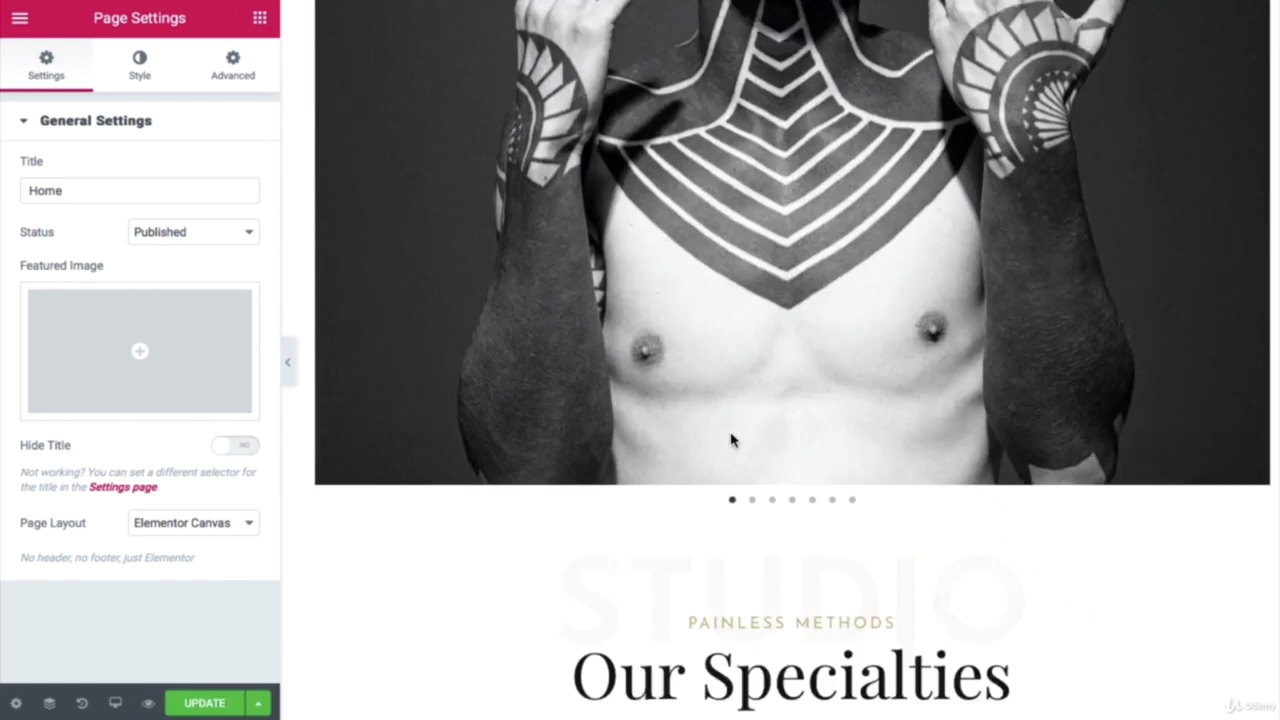 Page Settings
Settings
Style
Advanced
General Settings
Title
Home
Status
Published
Featured Image
Hide Title
NO
Not working? You can set a different selector for
the title in the Settings page.
Page Layout
Elementor Canvas
No header, no footer, just Elementor
UPDATE
STUDIO
PAINLESS METHODS
Our Specialties
Udemy